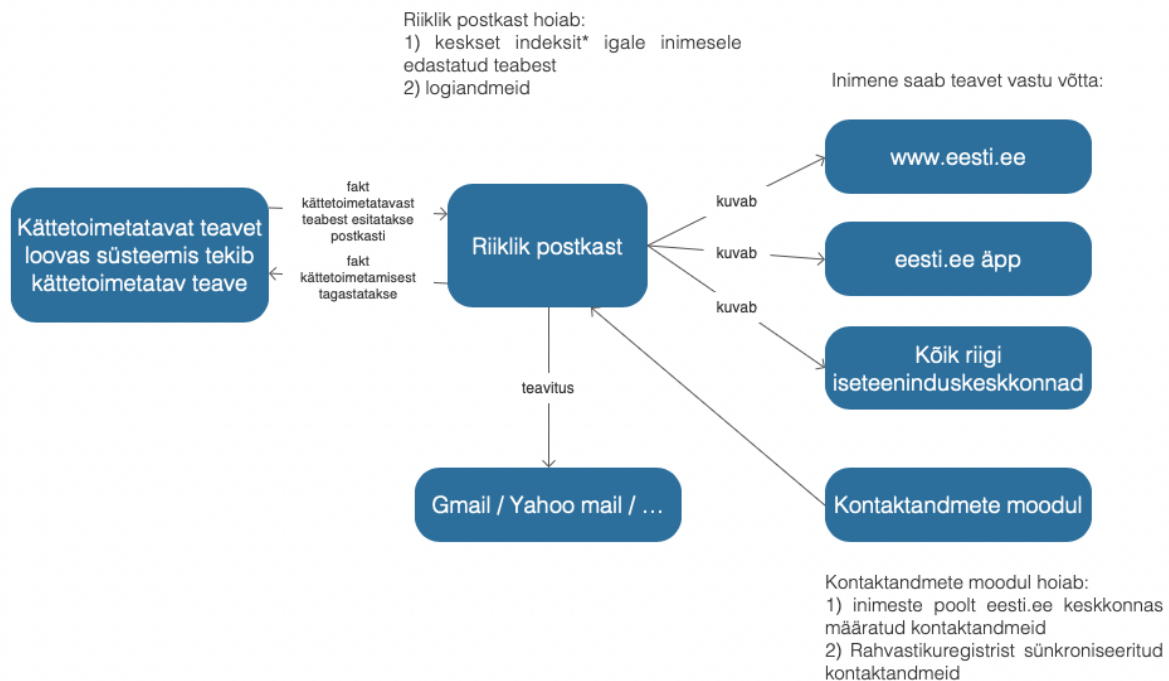 Riiklik postkast hoiab:
1) keskset indeksit* igale inimesele
edastatud teabest
2) logiandmeid
Inimene saab teavet vastu võtta:
www.eesti.ee
Kättetoimetatavat teavet
loovas süsteemis tekib
kättetoimetatav teave
fakt
kättetoimetatavast
teabest esitatakse
postkasti
fakt
kättetoimetamisest
tagastatakse
Riiklik postkast
kuvab
kuvab
kuvab
eesti.ee äpp
Kõik riigi
iseteeninduskeskkonnad
teavitus
Gmail / Yahoo mail / ...
Kontaktandmete moodul
Kontaktandmete moodul hoiab:
1) inimeste poolt eesti.ee keskkonnas
määratud kontaktandmeid
2) Rahvastikuregistrist sünkroniseeritud
kontaktandmeid